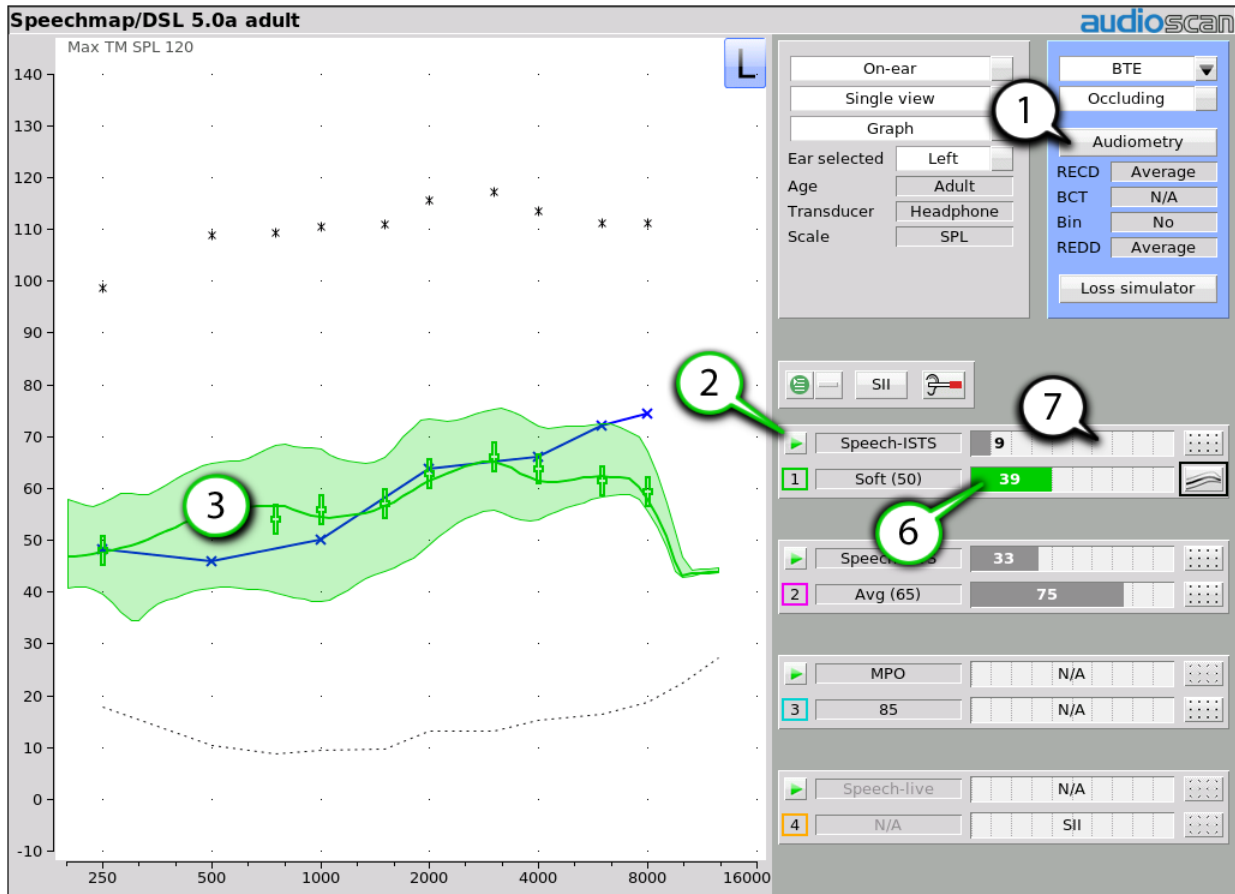 Speechmap/DSL 5.0a adult
audioscan
Max TM SPL 120
L
140
130
120
110
100
90
80
70
60
50
40
30
20
10
0
-10
250 500 1000 2000 4000 8000 16000
3
On-ear
Single view
Graph
Ear selected Left
Age Adult
Transducer Headphone
Scale SPL
1
BTE
Occluding
Audiometry
RECD Average
BCT N/A
Bin No
REDD Average
Loss simulator
SII
2
7
Speech-ISTS 9
1 Soft (50) 39
6
33
2 Avg (65) 75
MPO N/A
3 85 N/A
Speech-live N/A
4 N/A SII